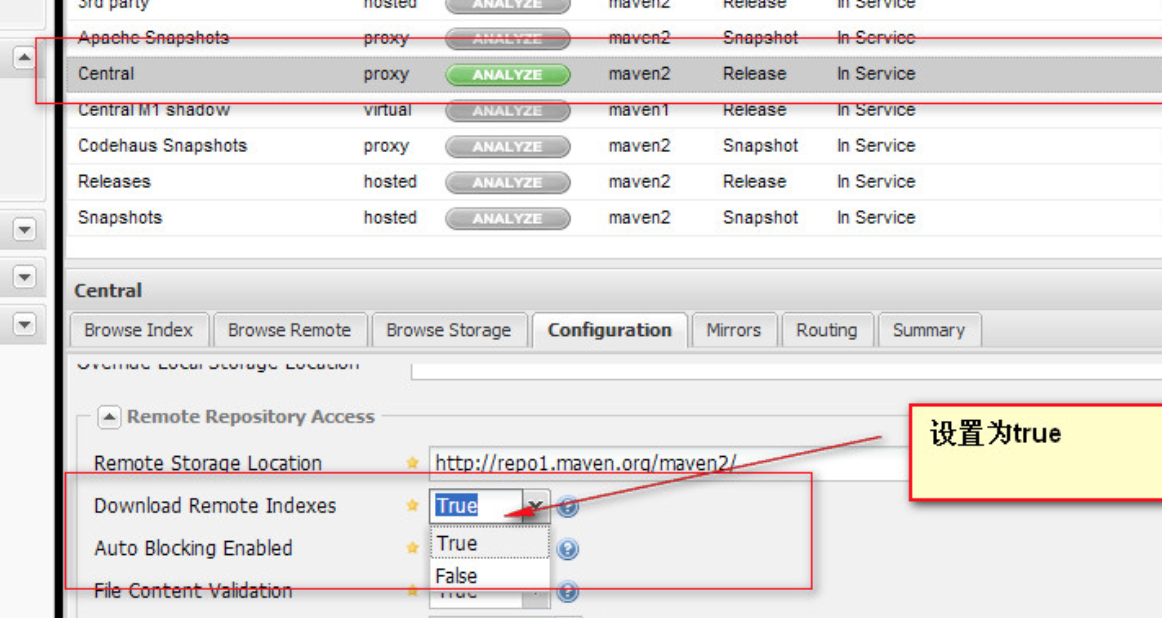 3rd party hosted ANALYZE maven2 Release In Service
Apache Snapshots proxy ANALYZE maven2 Snapshot In Service
Central proxy ANALYZE maven2 Release In Service
Central M1 shadow virtual ANALYZE maven1 Release In Service
Codehaus Snapshots proxy ANALYZE maven2 Snapshot In Service
Releases hosted ANALYZE maven2 Release In Service
Snapshots hosted ANALYZE maven2 Snapshot In Service
Central
Browse Index Browse Remote Browse Storage Configuration Mirrors Routing Summary
Override Local Storage Location
Remote Repository Access
设置为true
Remote Storage Location http://repo1.maven.org/maven2/
Download Remote Indexes True
True
Auto Blocking Enabled
False
File Content Validation True